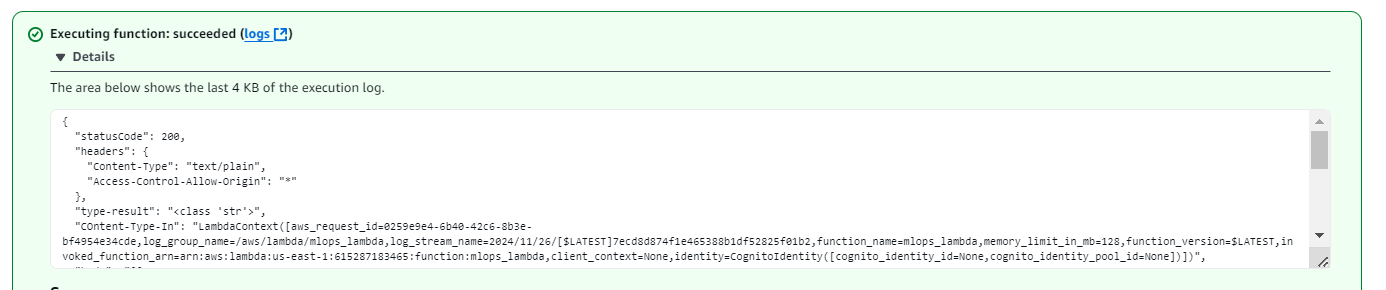 Executing function: succeeded (logs)
Details
The area below shows the last 4 KB of the execution log.
{
"statusCode": 200,
"headers": {
"Content-Type": "text/plain",
"Access-Control-Allow-Origin": "*"
},
"type-result": "<class 'str'>",
"COntent-Type-In": "LambdaContext([aws_request_id=0259e9e4-6b40-42c6-8b3e-
bf4954e34cde,log_group_name=/aws/lambda/mlops_lambda,log_stream_name=2024/11/26/[$LATEST]7ecd8d874f1e465388b1df52825f01b2,function_name=mlops_lambda,memory_limit_in_mb=128,function_version=$LATEST,in
voked_function_arn=arn:aws:lambda:us-east-1:615287183465:function:mlops_lambda,client_context=None,identity=CognitoIdentity([cognito_identity_id=None,cognito_identity_pool_id=None])])",